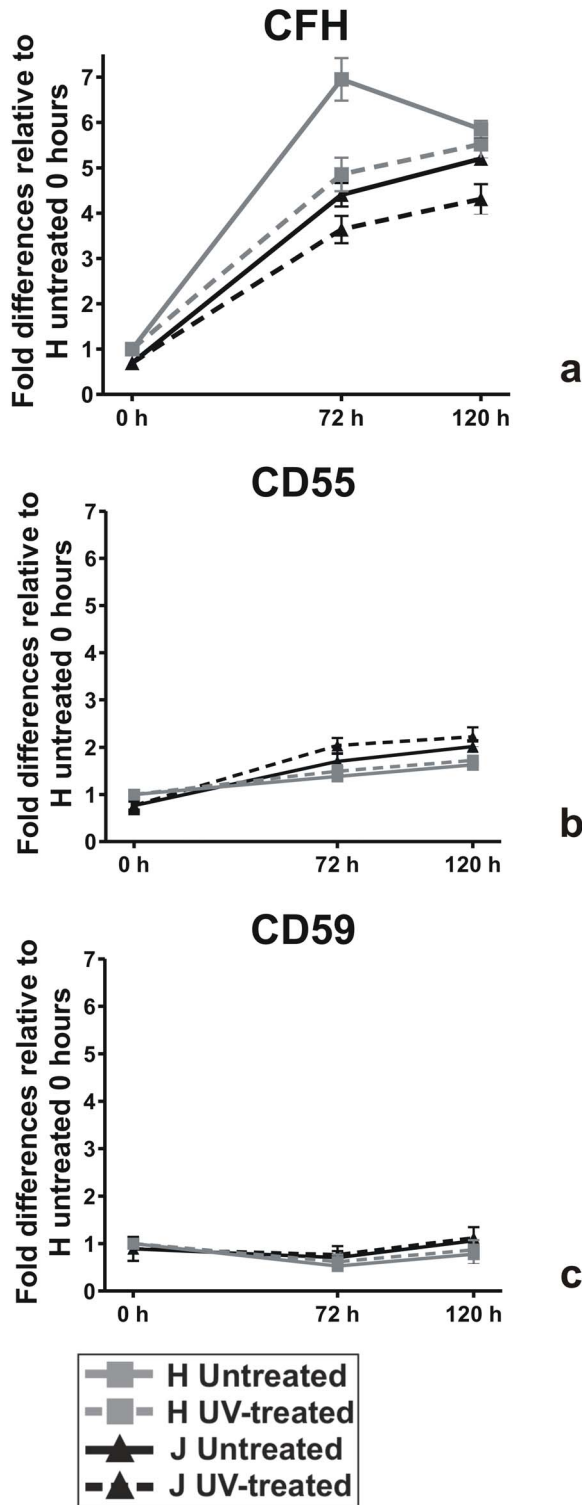 CFH
Fold differences relative to
H untreated 0 hours
7
6
5
4
3
2
1
0
0 h 72 h 120 h
a
CD55
Fold differences relative to
H untreated 0 hours
7
6
5
4
3
2
1
0
0 h 72 h 120 h
b
CD59
Fold differences relative to
H untreated 0 hours
7
6
5
4
3
2
1
0
0 h 72 h 120 h
c
H Untreated
H UV-treated
J Untreated
J UV-treated